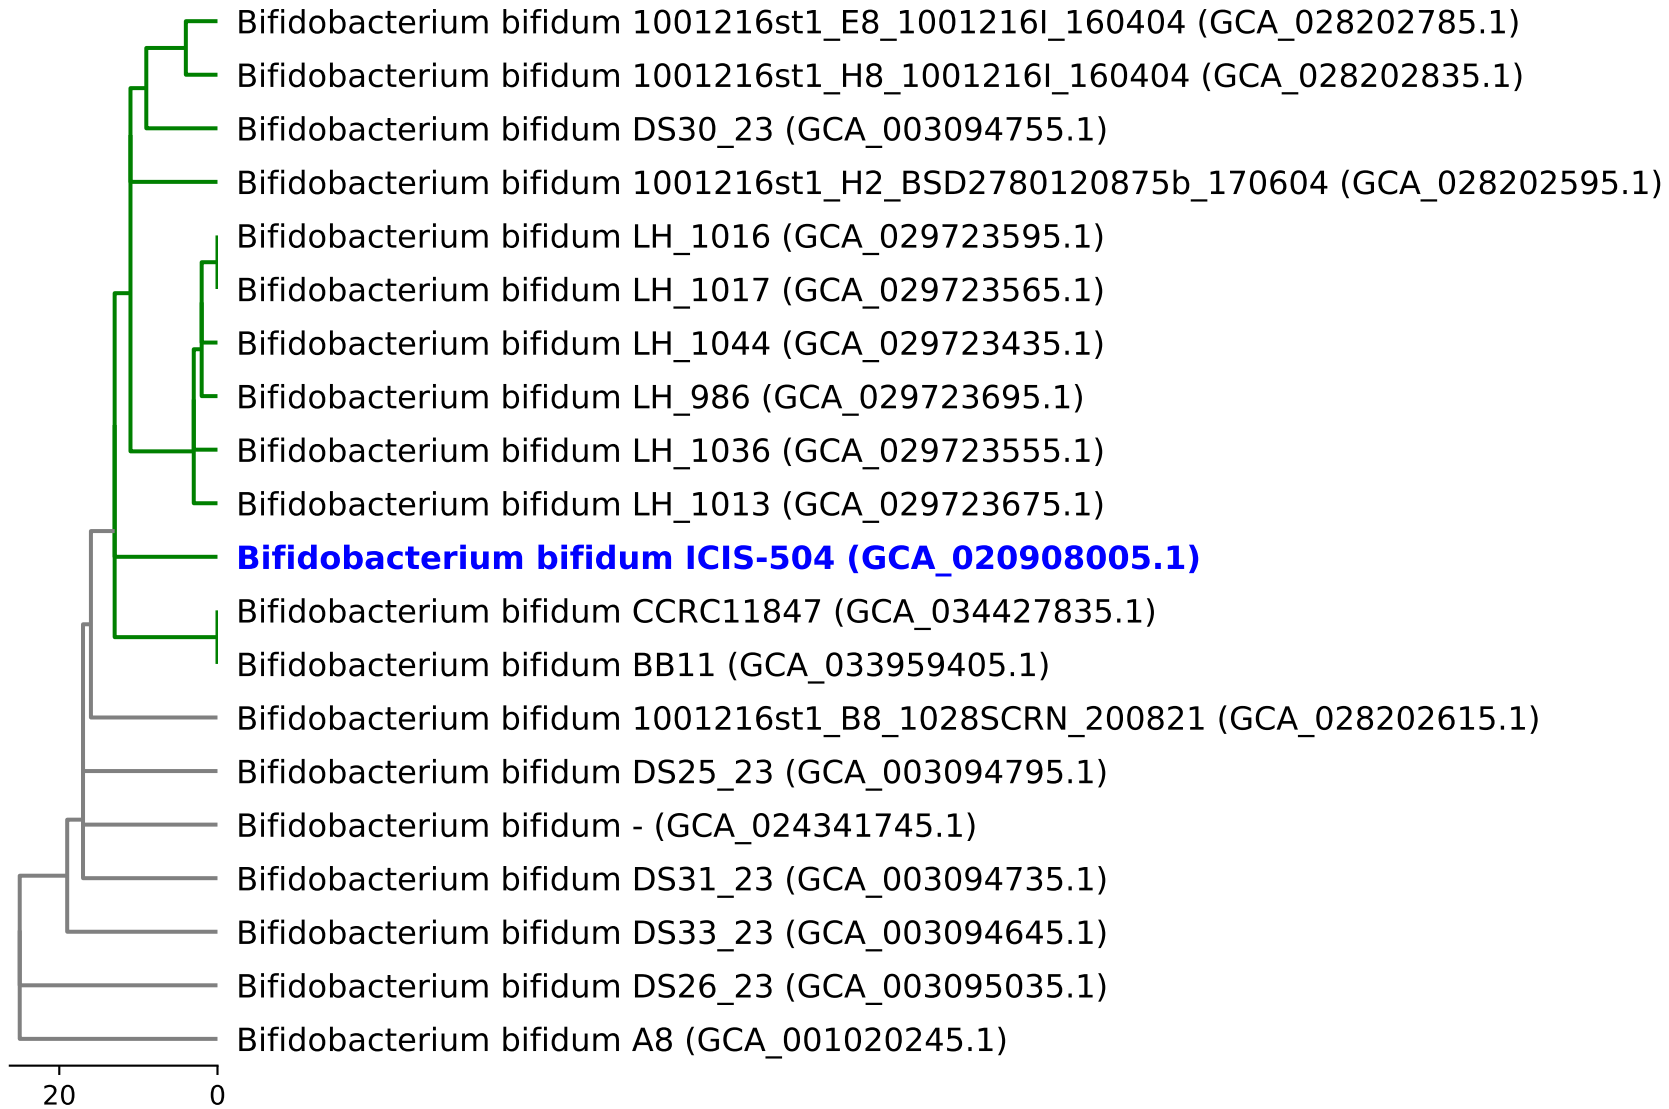 Bifidobacterium bifidum 1001216st1_E8_1001216I_160404 (GCA_028202785.1)
Bifidobacterium bifidum 1001216st1_H8_1001216I_160404 (GCA_028202835.1)
Bifidobacterium bifidum DS30_23 (GCA_003094755.1)
Bifidobacterium bifidum 1001216st1_H2_BSD2780120875b_170604 (GCA_028202595.1)
Bifidobacterium bifidum LH_1016 (GCA_029723595.1)
Bifidobacterium bifidum LH_1017 (GCA_029723565.1)
Bifidobacterium bifidum LH_1044 (GCA_029723435.1)
Bifidobacterium bifidum LH_986 (GCA_029723695.1)
Bifidobacterium bifidum LH_1036 (GCA_029723555.1)
Bifidobacterium bifidum LH_1013 (GCA_029723675.1)
Bifidobacterium bifidum ICIS-504 (GCA_020908005.1)
Bifidobacterium bifidum CCRC11847 (GCA_034427835.1)
Bifidobacterium bifidum BB11 (GCA_033959405.1)
Bifidobacterium bifidum 1001216st1_B8_1028SCRN_200821 (GCA_028202615.1)
Bifidobacterium bifidum DS25_23 (GCA_003094795.1)
Bifidobacterium bifidum - (GCA_024341745.1)
Bifidobacterium bifidum DS31_23 (GCA_003094735.1)
Bifidobacterium bifidum DS33_23 (GCA_003094645.1)
Bifidobacterium bifidum DS26_23 (GCA_003095035.1)
Bifidobacterium bifidum A8 (GCA_001020245.1)
20 0